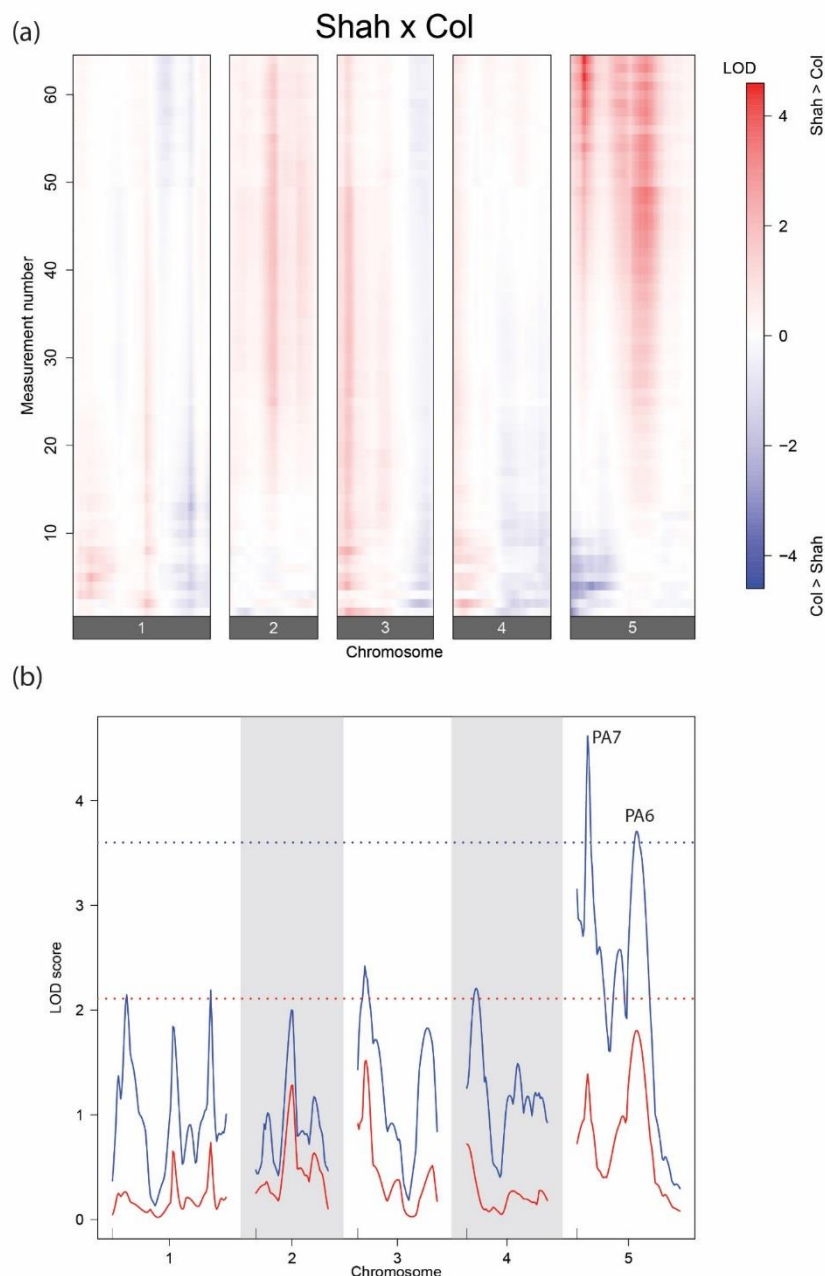 (a)
Shah x Col
LOD
Shah > Col
Col > Shah
4
2
0
−2
−4
Measurement number
60
50
40
30
20
10
1 2 3 4 5
Chromosome
(b)
PA7
PA6
LOD score
4
3
2
1
0
1 2 3 4 5
Chromosome